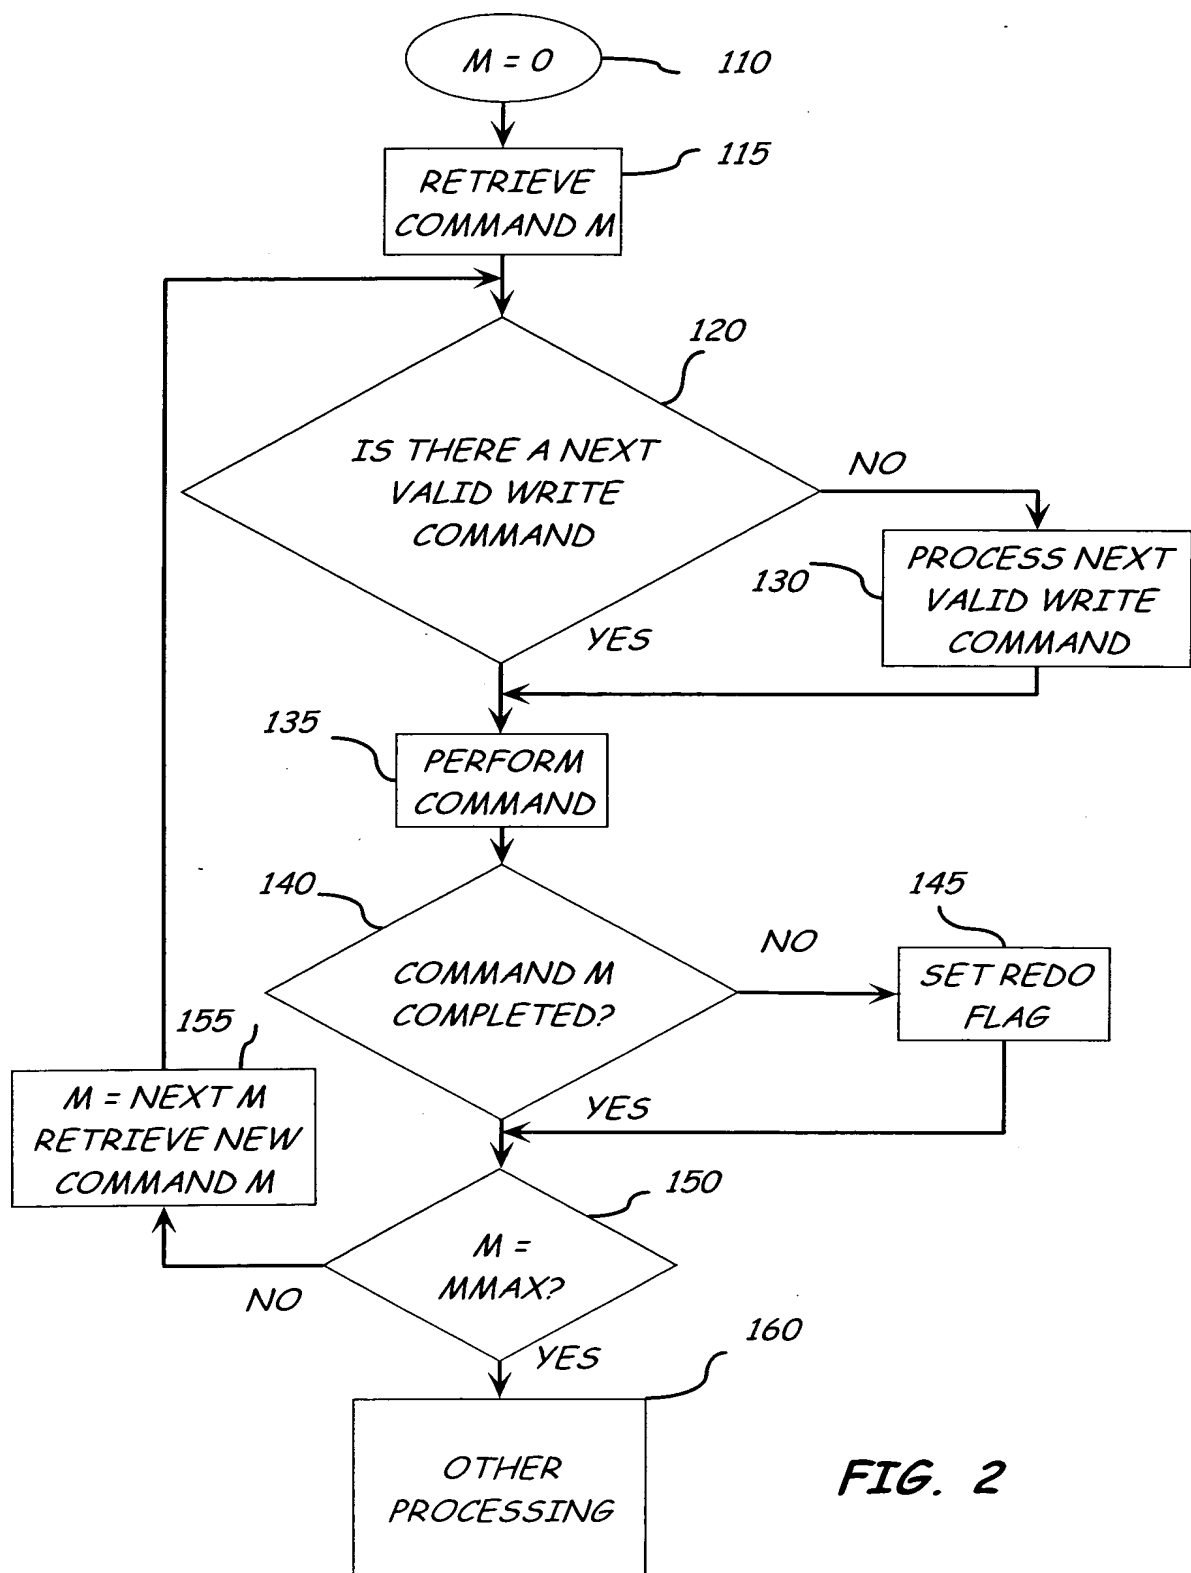 M = 0
110
RETRIEVE
COMMAND M
115
120
IS THERE A NEXT
VALID WRITE
COMMAND
NO
PROCESS NEXT
VALID WRITE
COMMAND
130
YES
135
PERFORM
COMMAND
140
COMMAND M
COMPLETED?
NO
145
SET REDO
FLAG
155
M = NEXT M
RETRIEVE NEW
COMMAND M
YES
150
M =
MMAX?
NO
YES
160
OTHER
PROCESSING
FIG. 2